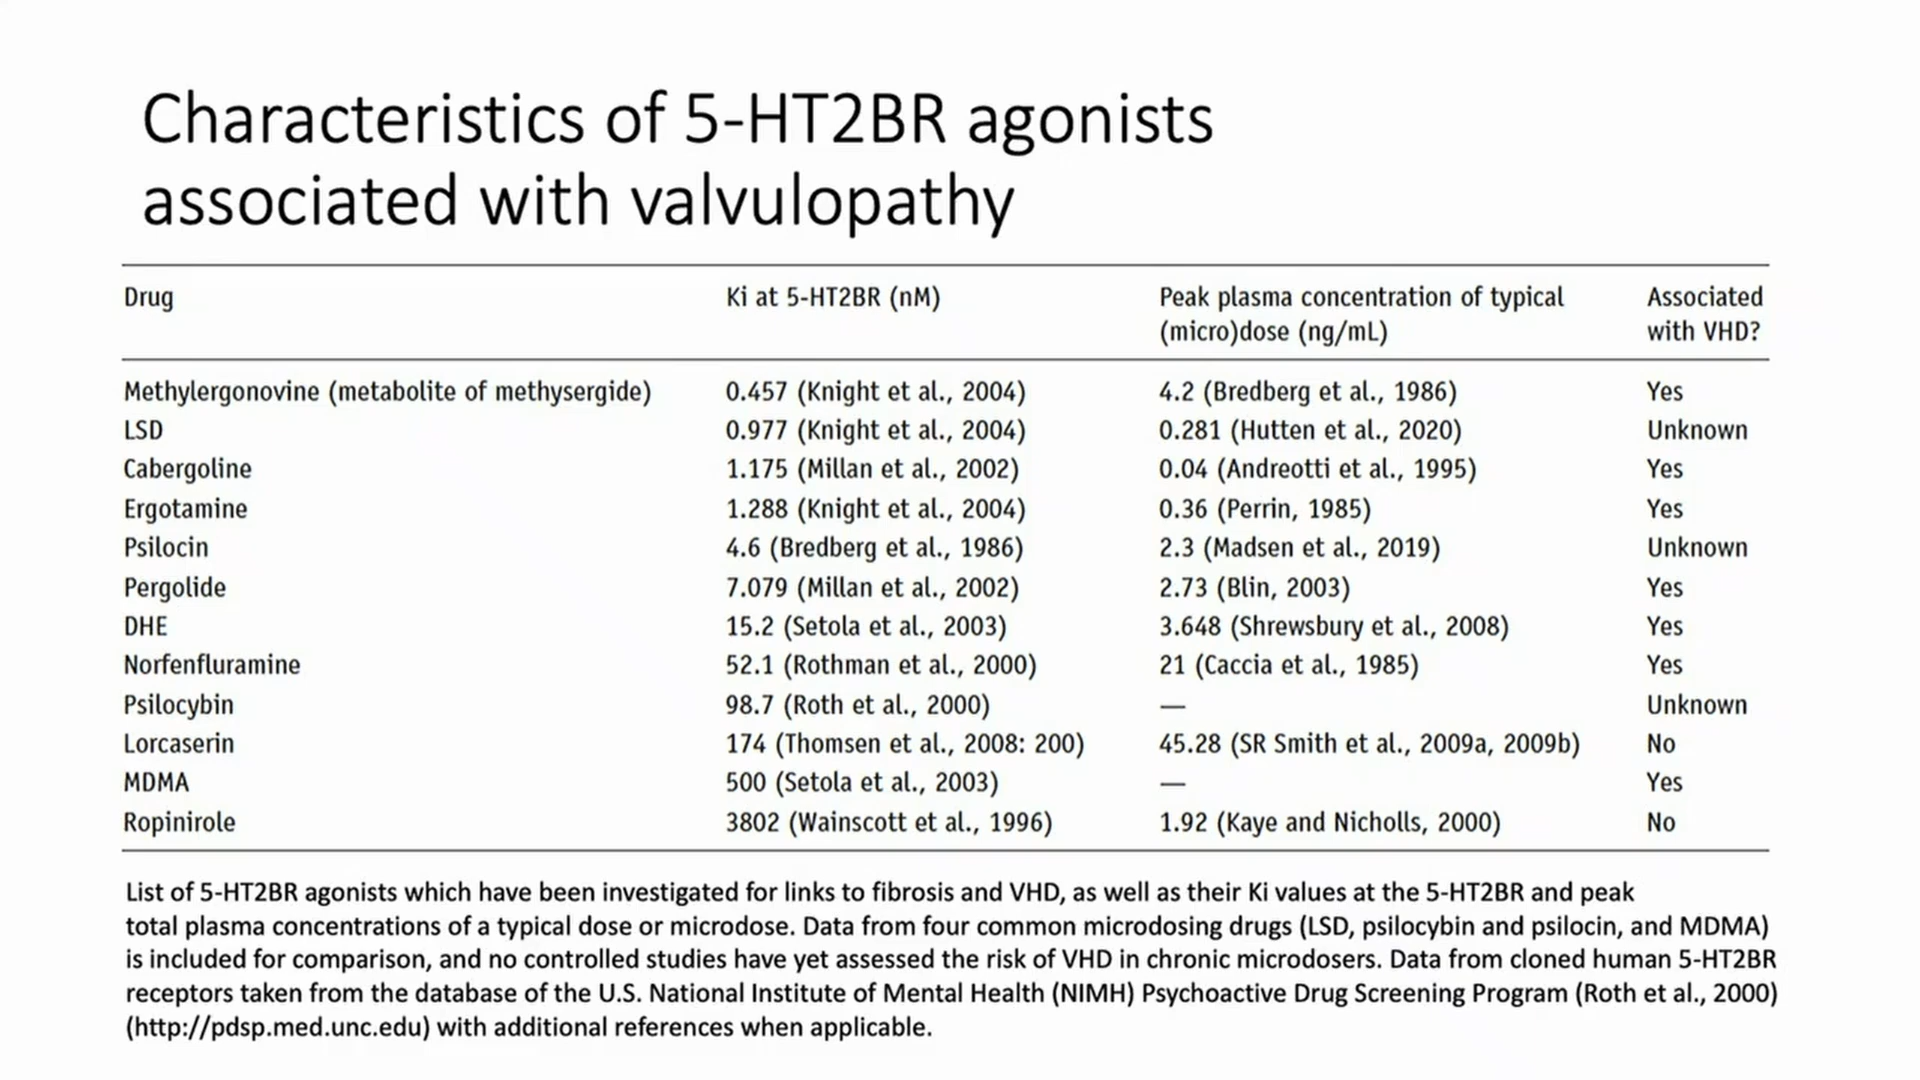 Characteristics of 5-HT2BR agonists
associated with valvulopathy
Drug Ki at 5-HT2BR (nM) Peak plasma concentration of typical (micro)dose (ng/mL) Associated with VHD?
Methylergonovine (metabolite of methysergide) 0.457 (Knight et al., 2004) 4.2 (Bredberg et al., 1986) Yes
LSD 0.977 (Knight et al., 2004) 0.281 (Hutten et al., 2020) Unknown
Cabergoline 1.175 (Millan et al., 2002) 0.04 (Andreotti et al., 1995) Yes
Ergotamine 1.288 (Knight et al., 2004) 0.36 (Perrin, 1985) Yes
Psilocin 4.6 (Bredberg et al., 1986) 2.3 (Madsen et al., 2019) Unknown
Pergolide 7.079 (Millan et al., 2002) 2.73 (Blin, 2003) Yes
DHE 15.2 (Setola et al., 2003) 3.648 (Shrewsbury et al., 2008) Yes
Norfenfluramine 52.1 (Rothman et al., 2000) 21 (Caccia et al., 1985) Yes
Psilocybin 98.7 (Roth et al., 2000) — Unknown
Lorcaserin 174 (Thomsen et al., 2008: 200) 45.28 (SR Smith et al., 2009a, 2009b) No
MDMA 500 (Setola et al., 2003) — Yes
Ropinirole 3802 (Wainscott et al., 1996) 1.92 (Kaye and Nicholls, 2000) No
List of 5-HT2BR agonists which have been investigated for links to fibrosis and VHD, as well as their Ki values at the 5-HT2BR and peak
total plasma concentrations of a typical dose or microdose. Data from four common microdosing drugs (LSD, psilocybin and psilocin, and MDMA)
is included for comparison, and no controlled studies have yet assessed the risk of VHD in chronic microdosers. Data from cloned human 5-HT2BR
receptors taken from the database of the U.S. National Institute of Mental Health (NIMH) Psychoactive Drug Screening Program (Roth et al., 2000)
(http://pdsp.med.unc.edu) with additional references when applicable.